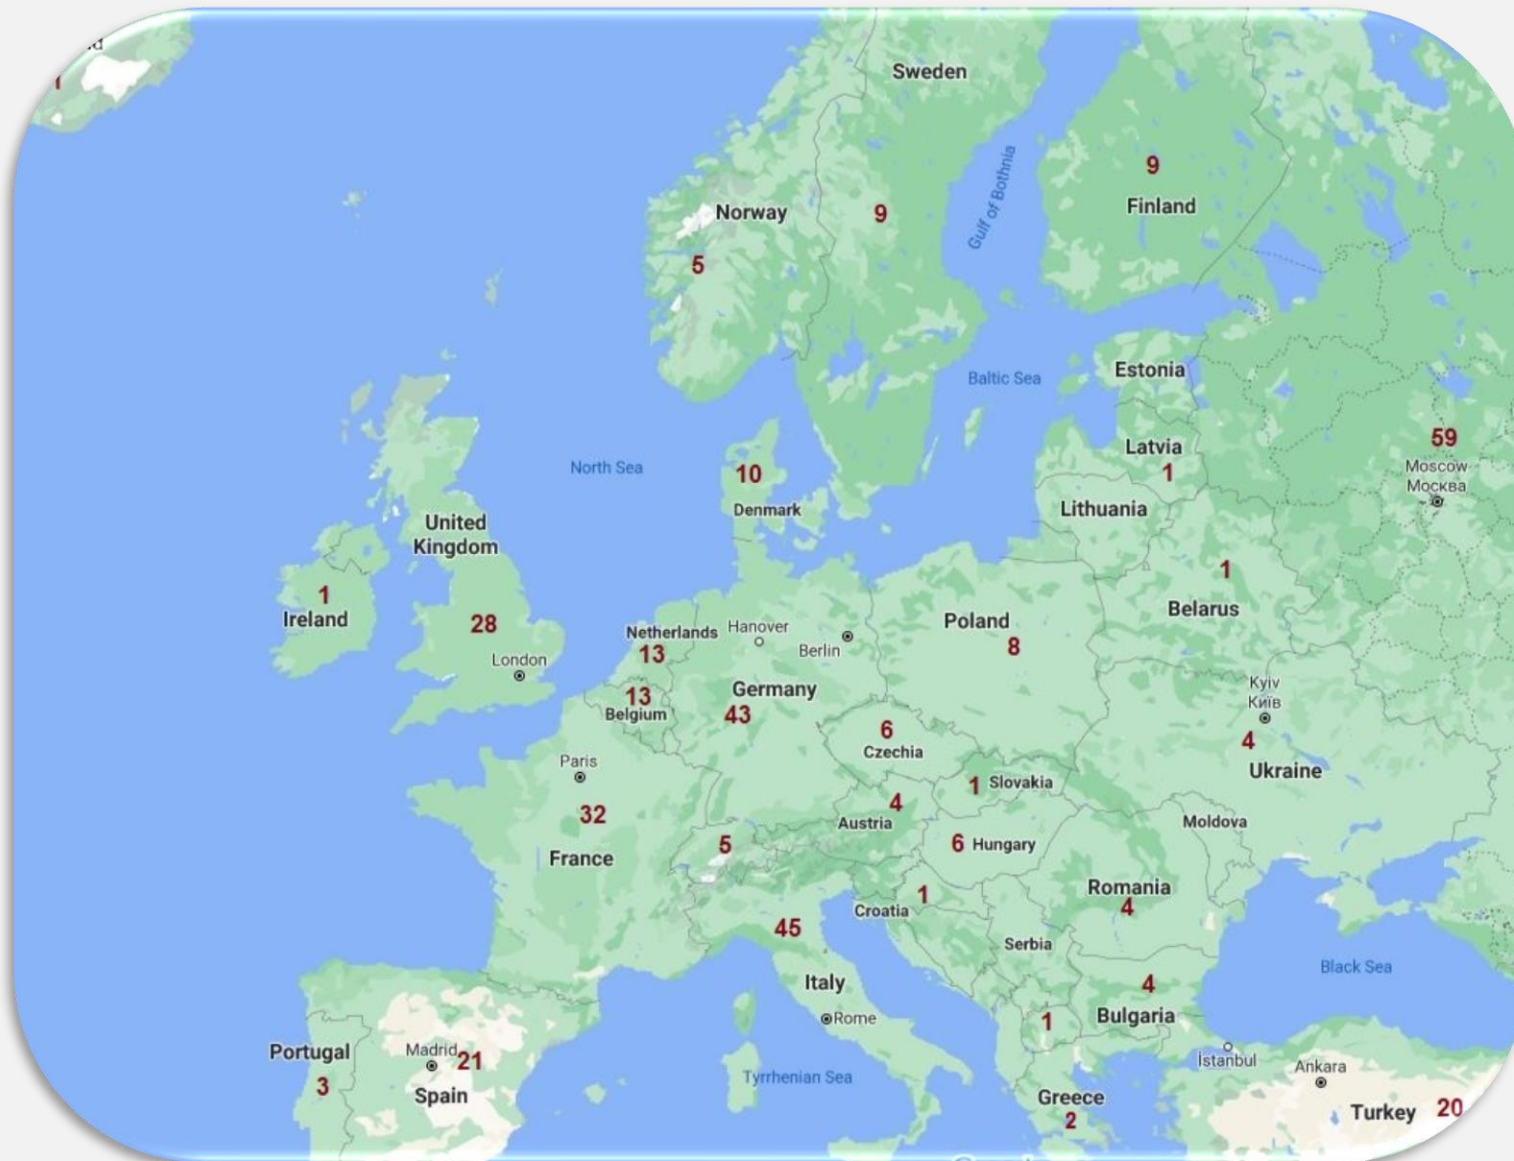 Sweden
9
Finland
Norway
9
5
Gulf of Bothnia
Estonia
Baltic Sea
59
Latvia
1
Moscow
Москва
North Sea
10
Denmark
Lithuania
United
Kingdom
1
1
Ireland
28
Belarus
Poland
8
Netherlands
13
Hanover
Berlin
London
13
Belgium
Germany
43
Kyiv
Київ
4
Ukraine
6
Czechia
Paris
1 Slovakia
32
4
Austria
Moldova
5
6 Hungary
France
Romania
4
1
Croatia
45
Serbia
Italy
Black Sea
4
Bulgaria
Rome
1
Portugal
3
Madrid
21
Spain
İstanbul
Ankara
Tyrrhenian Sea
Greece
2
Turkey 20